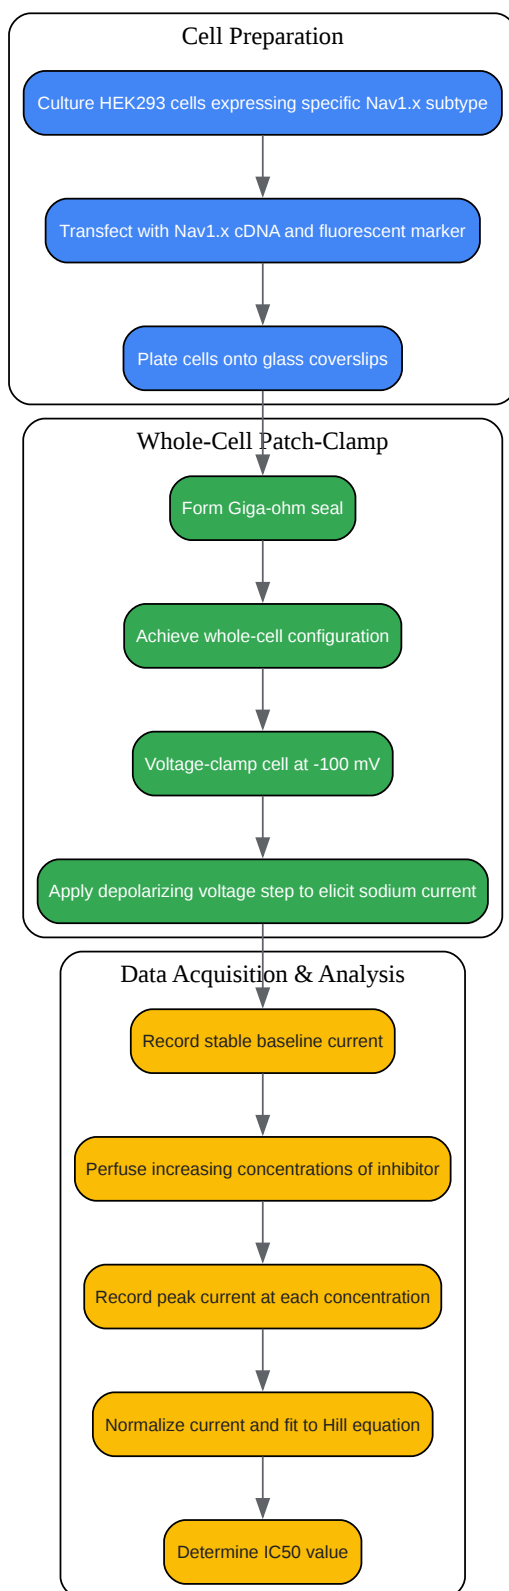 Cell Preparation
Culture HEK293 cells expressing specific Nav1.x subtype
Transfect with Nav1.x cDNA and fluorescent marker
Plate cells onto glass coverslips
Whole-Cell Patch-Clamp
Form Giga-ohm seal
Achieve whole-cell configuration
Voltage-clamp cell at -100 mV
Apply depolarizing voltage step to elicit sodium current
Data Acquisition & Analysis
Record stable baseline current
Perfuse increasing concentrations of inhibitor
Record peak current at each concentration
Normalize current and fit to Hill equation
Determine IC50 value